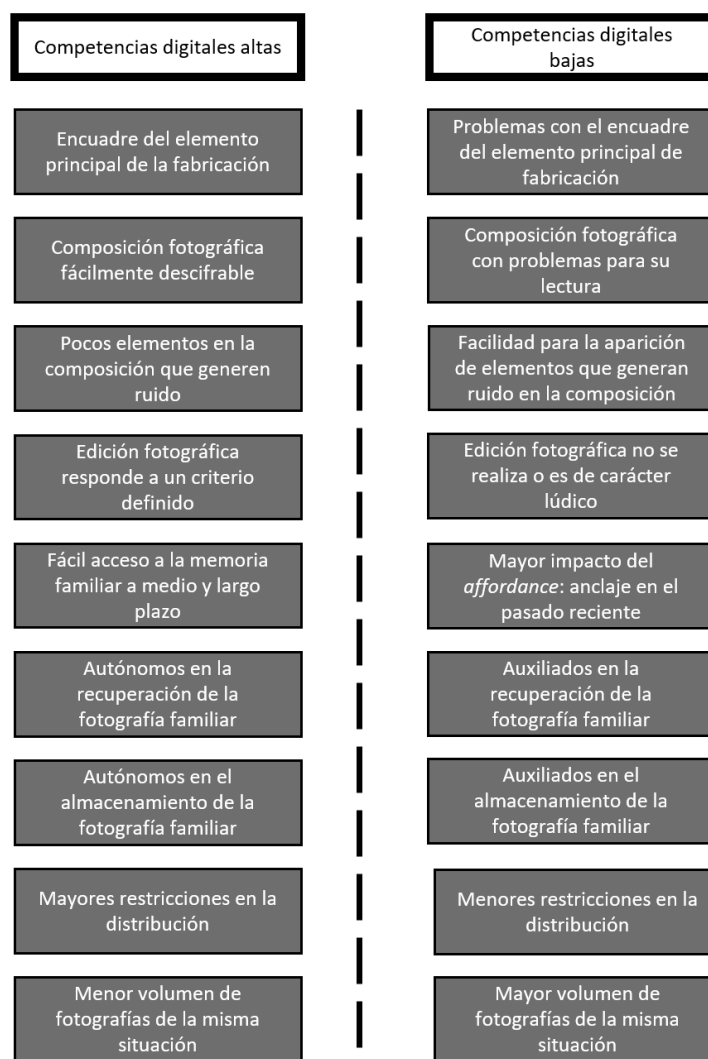 Competencias digitales altas
Encuadre del elemento
principal de la fabricación
Composición fotográfica
fácilmente descifrable
Pocos elementos en la
composición que generen
ruido
Edición fotográfica
responde a un criterio
definido
Fácil acceso a la memoria
familiar a medio y largo
plazo
Autónomos en la
recuperación de la
fotografía familiar
Autónomos en el
almacenamiento de la
fotografía familiar
Mayores restricciones en la
distribución
Menor volumen de
fotografías de la misma
situación
Competencias digitales
bajas
Problemas con el encuadre
del elemento principal de
fabricación
Composición fotográfica
con problemas para su
lectura
Facilidad para la aparición
de elementos que generan
ruido en la composición
Edición fotográfica no se
realiza o es de carácter
lúdico
Mayor impacto del
affordance: anclaje en el
pasado reciente
Auxiliados en la
recuperación de la
fotografía familiar
Auxiliados en el
almacenamiento de la
fotografía familiar
Menores restricciones en la
distribución
Mayor volumen de
fotografías de la misma
situación